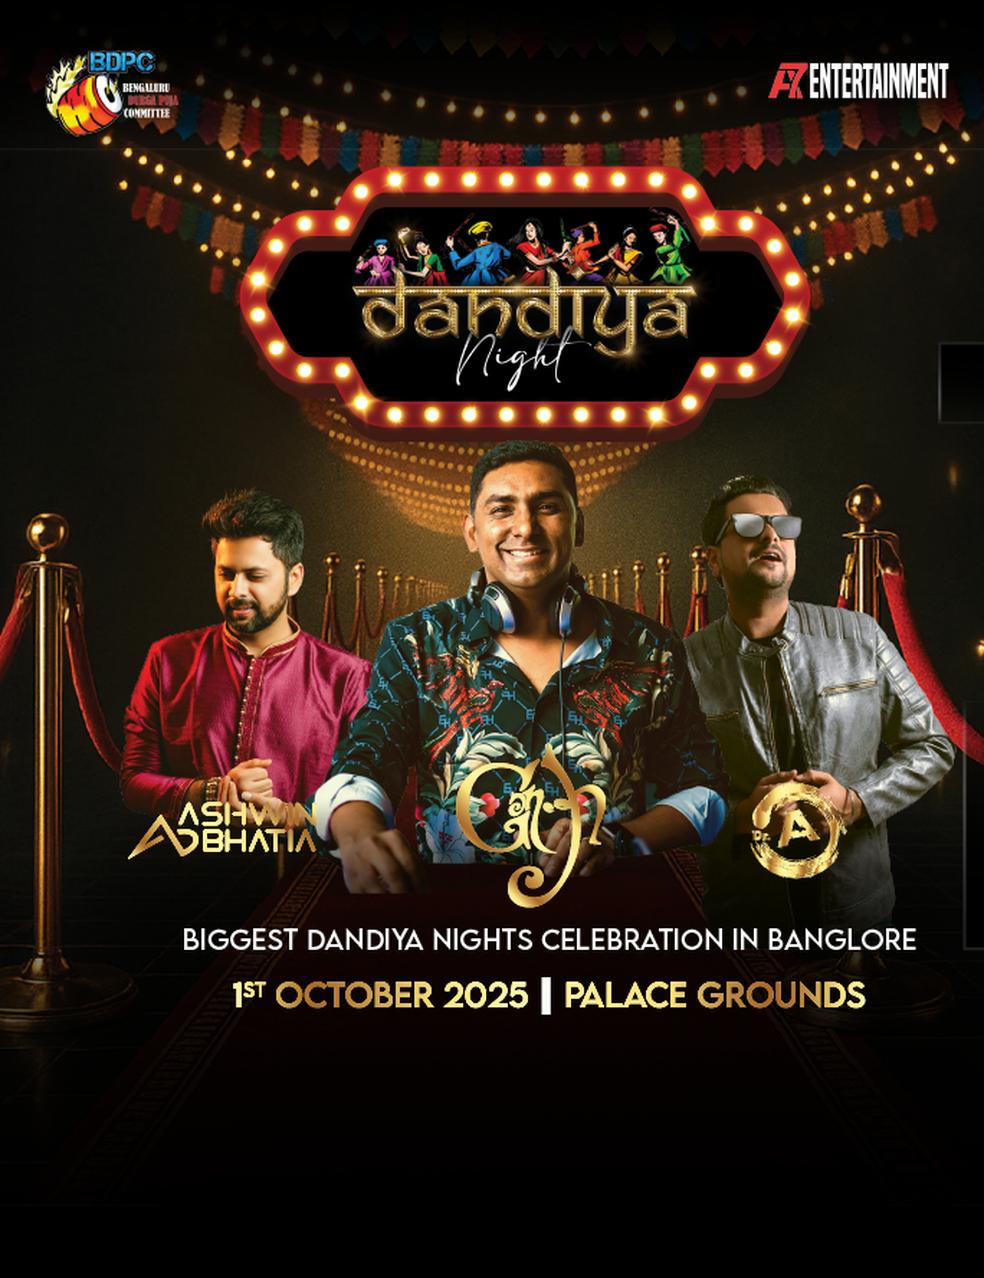 BDPC
BENGALURU
DURGA PUJA
COMMITTEE
ENTERTAINMENT
dandiya
Night
ASHWIN
BHATIA
Ganesh
A
BIGGEST DANDIYA NIGHTS CELEBRATION IN BANGLORE
1ST OCTOBER 2025 | PALACE GROUNDS